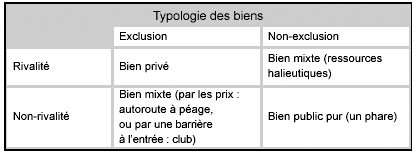 Typologie des biens
Exclusion Non-exclusion
Rivalité Bien privé Bien mixte (ressources
halieutiques)
Non-rivalité Bien mixte (par les prix :
autoroute à péage,
ou par une barrière
à l'entrée : club) Bien public pur (un phare)